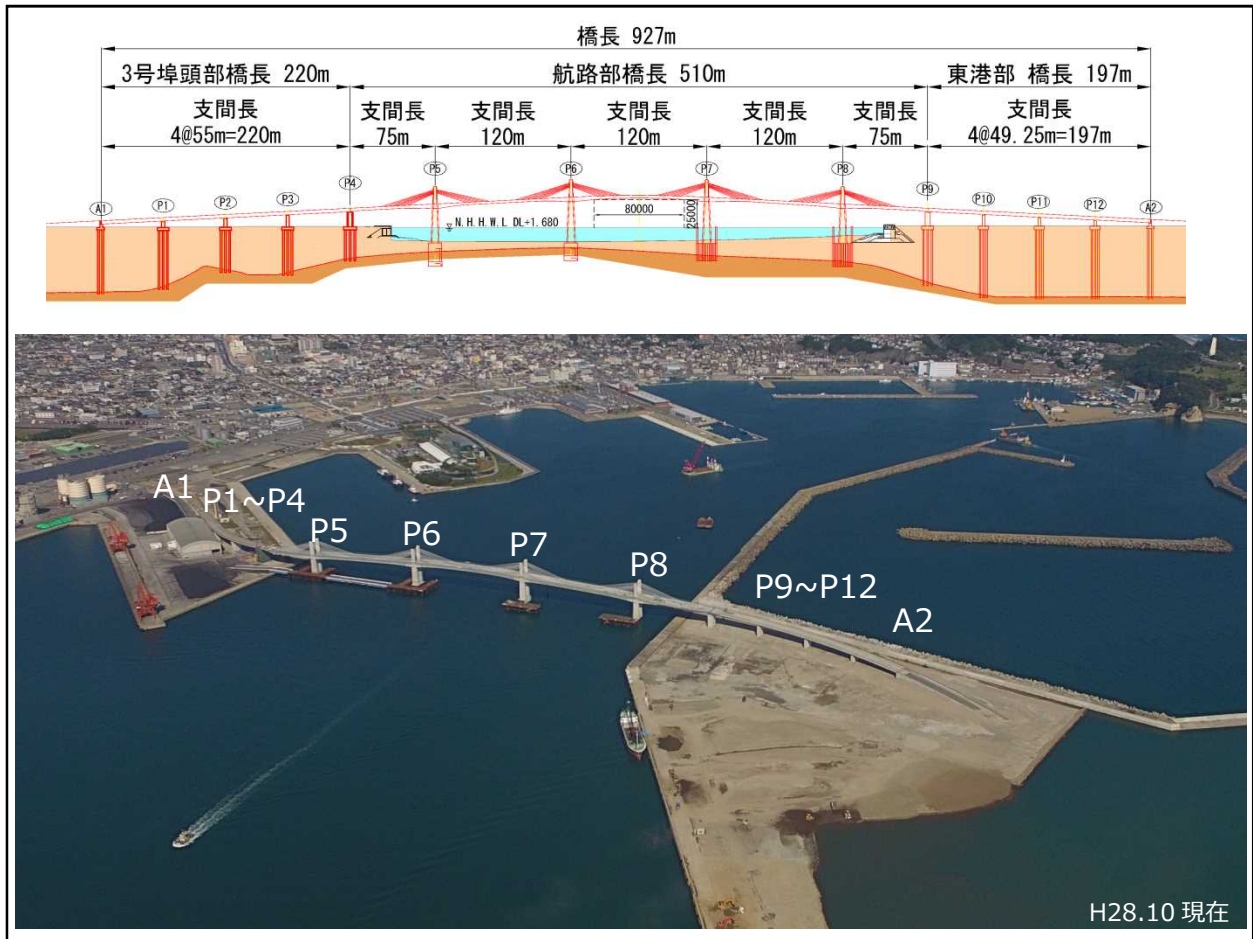 橋長 927m
3号埠頭部橋長 220m
航路部橋長 510m
東港部 橋長 197m
支間長
4@55m=220m
支間長
75m
支間長
120m
支間長
120m
支間長
120m
支間長
75m
支間長
4@49.25m=197m
A1
P1
P2
P3
P4
P5
P6
P7
P8
P9
P10
P11
P12
A2
N.H.H.W.L DL+1.680
80000
25000
A1
P1~P4
P5
P6
P7
P8
P9~P12
A2
H28.10 現在